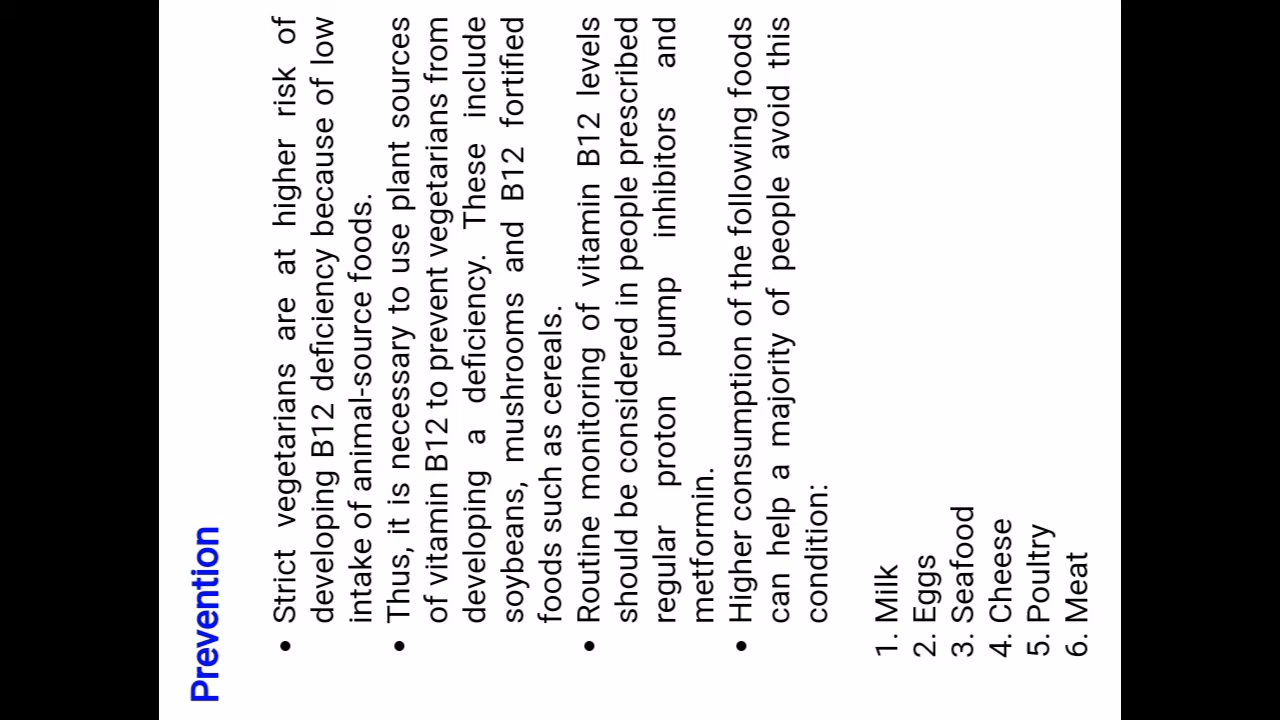 Prevention
• Strict vegetarians are at higher risk of
developing B12 deficiency because of low
intake of animal-source foods.
• Thus, it is necessary to use plant sources
of vitamin B12 to prevent vegetarians from
developing a deficiency. These include
soybeans, mushrooms and B12 fortified
foods such as cereals.
• Routine monitoring of vitamin B12 levels
should be considered in people prescribed
regular proton pump inhibitors and
metformin.
• Higher consumption of the following foods
can help a majority of people avoid this
condition:
1. Milk
2. Eggs
3. Seafood
4. Cheese
5. Poultry
6. Meat